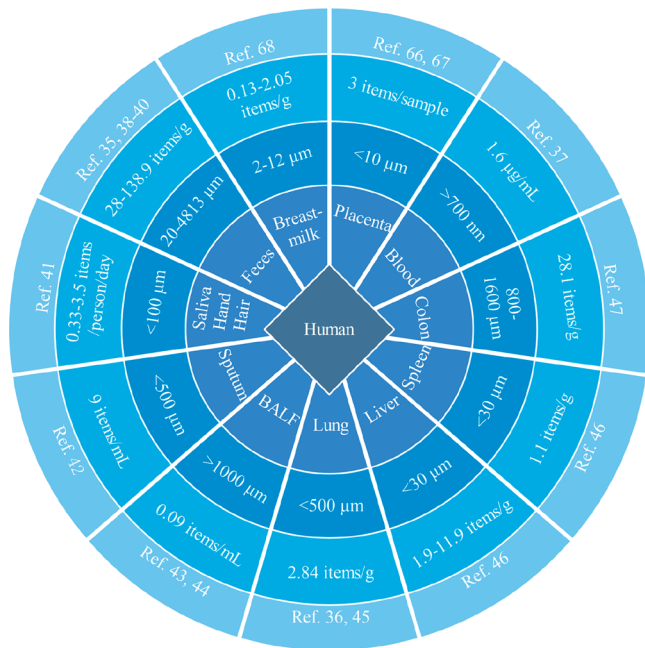 Human
Placenta
<10 μm
3 items/sample
Ref. 66, 67
Blood
>700 nm
1.6 μg/mL
Ref. 37
Colon
800-
1600 μm
28.1 items/g
Ref. 47
Spleen
<30 μm
1.1 items/g
Ref. 46
Liver
<30 μm
1.9-11.9 items/g
Ref. 46
Lung
<500 μm
2.84 items/g
Ref. 36, 45
BALF
>1000 μm
0.09 items/mL
Ref. 43, 44
Sputum
<500 μm
9 items/mL
Ref. 42
Saliva
Hand
Hair
<100 μm
0.33-3.5 items
/person/day
Ref. 41
Feces
20-4813 μm
28-138.9 items/g
Ref. 35, 38-40
Breast-
milk
2-12 μm
0.13-2.05
items/g
Ref. 68